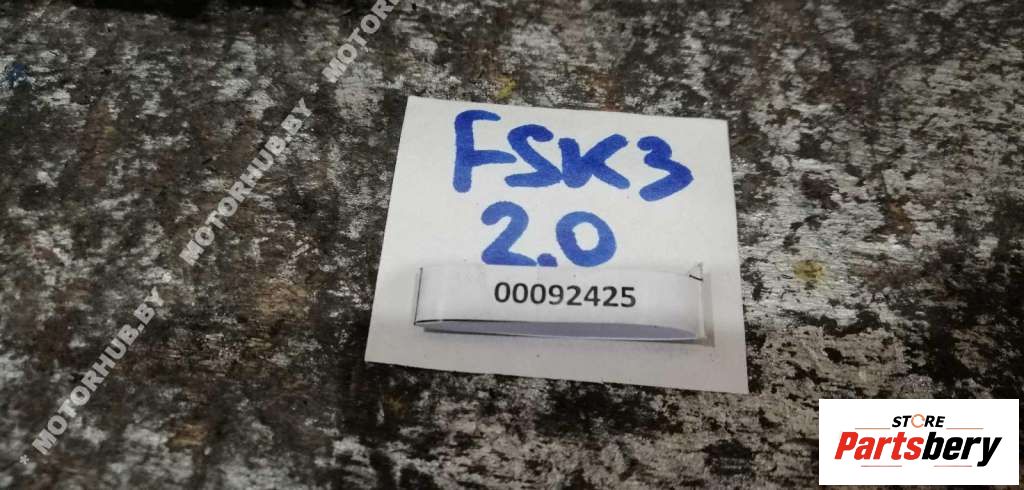 FSK3
2.0
00092425
* MOTORHUB.BY * MOTORHUB.BY * MOTORHUB.BY
STORE
Partsbery